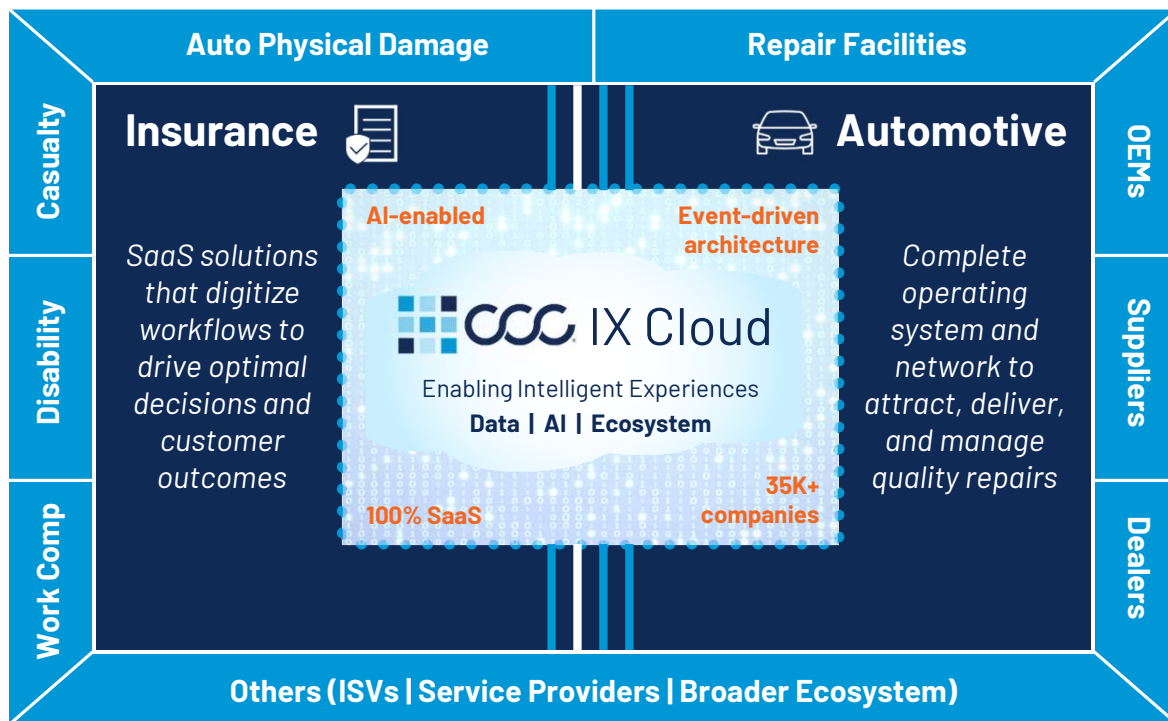 Auto Physical Damage
Repair Facilities
Casualty
Disability
Work Comp
Insurance
SaaS solutions
that digitize
workflows to
drive optimal
decisions and
customer
outcomes
AI-enabled
Event-driven
architecture
CCC IX Cloud
Enabling Intelligent Experiences
Data | AI | Ecosystem
100% SaaS
35K+
companies
Automotive
Complete
operating
system and
network to
attract, deliver,
and manage
quality repairs
OEMs
Suppliers
Dealers
Others (ISVs | Service Providers | Broader Ecosystem)